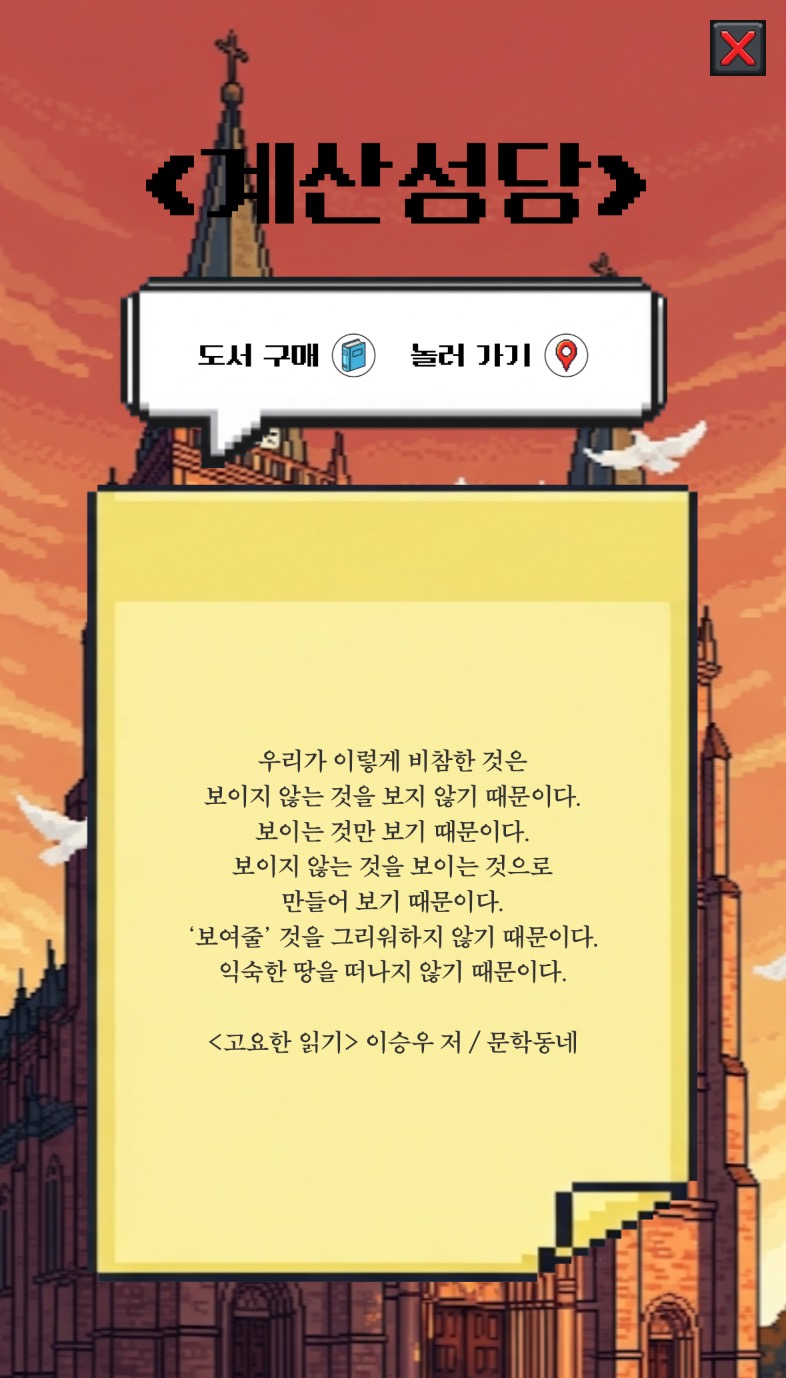 <계산성당>
도서 구매 놀러 가기
우리가 이렇게 비참한 것은
보이지 않는 것을 보지 않기 때문이다.
보이는 것만 보기 때문이다.
보이지 않는 것을 보이는 것으로
만들어 보기 때문이다.
‘보여줄’ 것을 그리워하지 않기 때문이다.
익숙한 땅을 떠나지 않기 때문이다.
<고요한 읽기> 이승우 저 / 문학동네